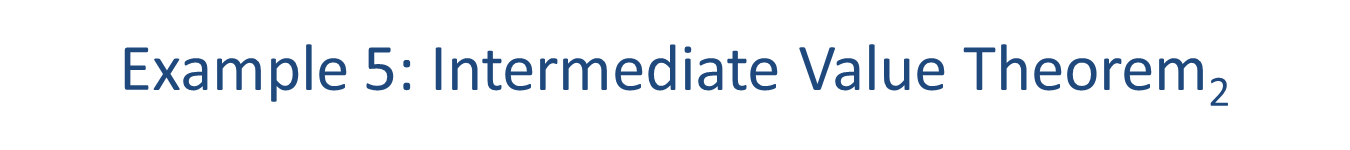 Example 5: Intermediate Value Theorem₂